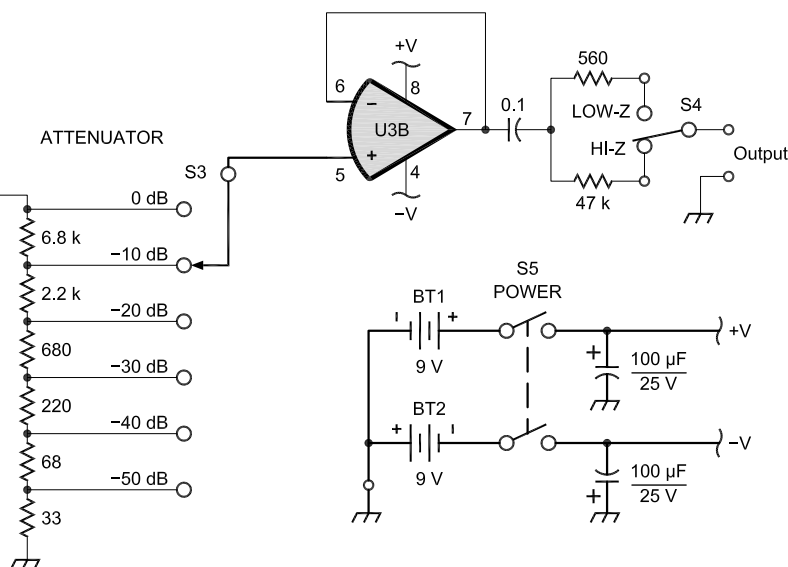 ATTENUATOR
0 dB
6.8 k
−10 dB
2.2 k
−20 dB
680
−30 dB
220
−40 dB
68
−50 dB
33
S3
+V
6
8
−
U3B
7
+
5
4
−V
0.1
560
LOW-Z
S4
HI-Z
Output
47 k
S5
POWER
BT1
- +
9 V
+V
+
100 µF
25 V
BT2
+ -
9 V
−V
100 µF
+
25 V